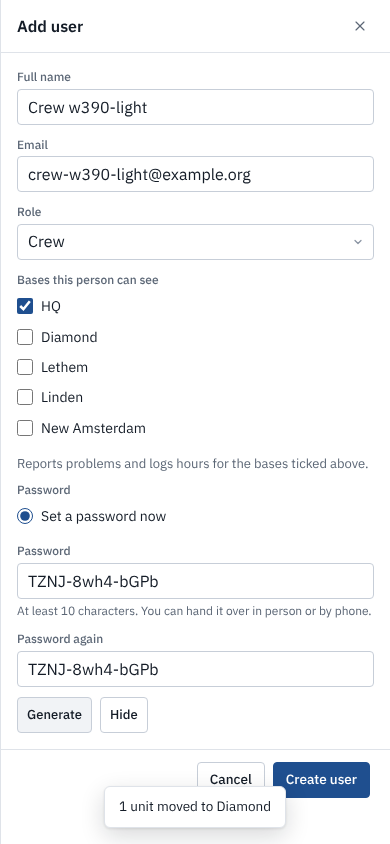 Add user
Full name
Crew w390-light
Email
crew-w390-light@example.org
Role
Crew
Bases this person can see
HQ
Diamond
Lethem
Linden
New Amsterdam
Reports problems and logs hours for the bases ticked above.
Password
Set a password now
Password
TZNJ-8wh4-bGPb
At least 10 characters. You can hand it over in person or by phone.
Password again
TZNJ-8wh4-bGPb
Generate Hide
Cancel Create user
1 unit moved to Diamond